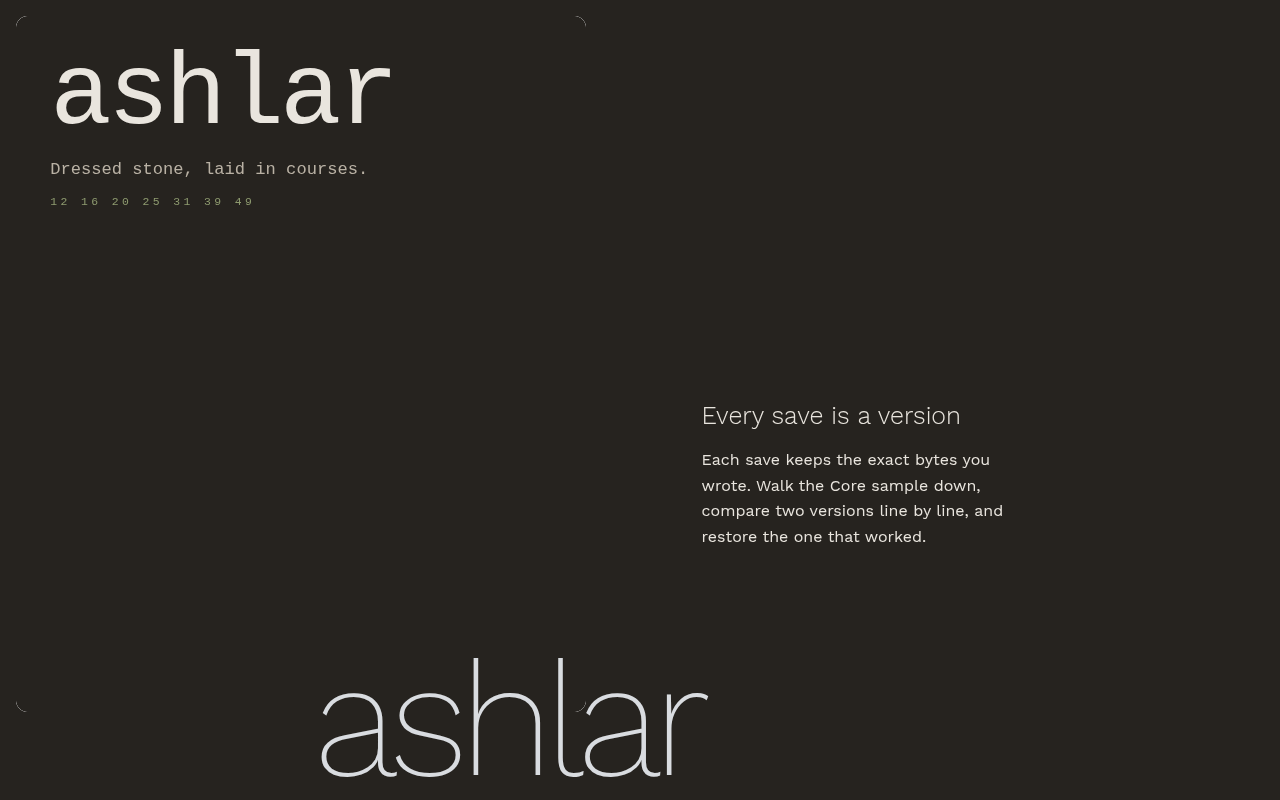 ashlar
Dressed stone, laid in courses.
12 16 20 25 31 39 49
Every save is a version
Each save keeps the exact bytes you
wrote. Walk the Core sample down,
compare two versions line by line, and
restore the one that worked.
ashlar